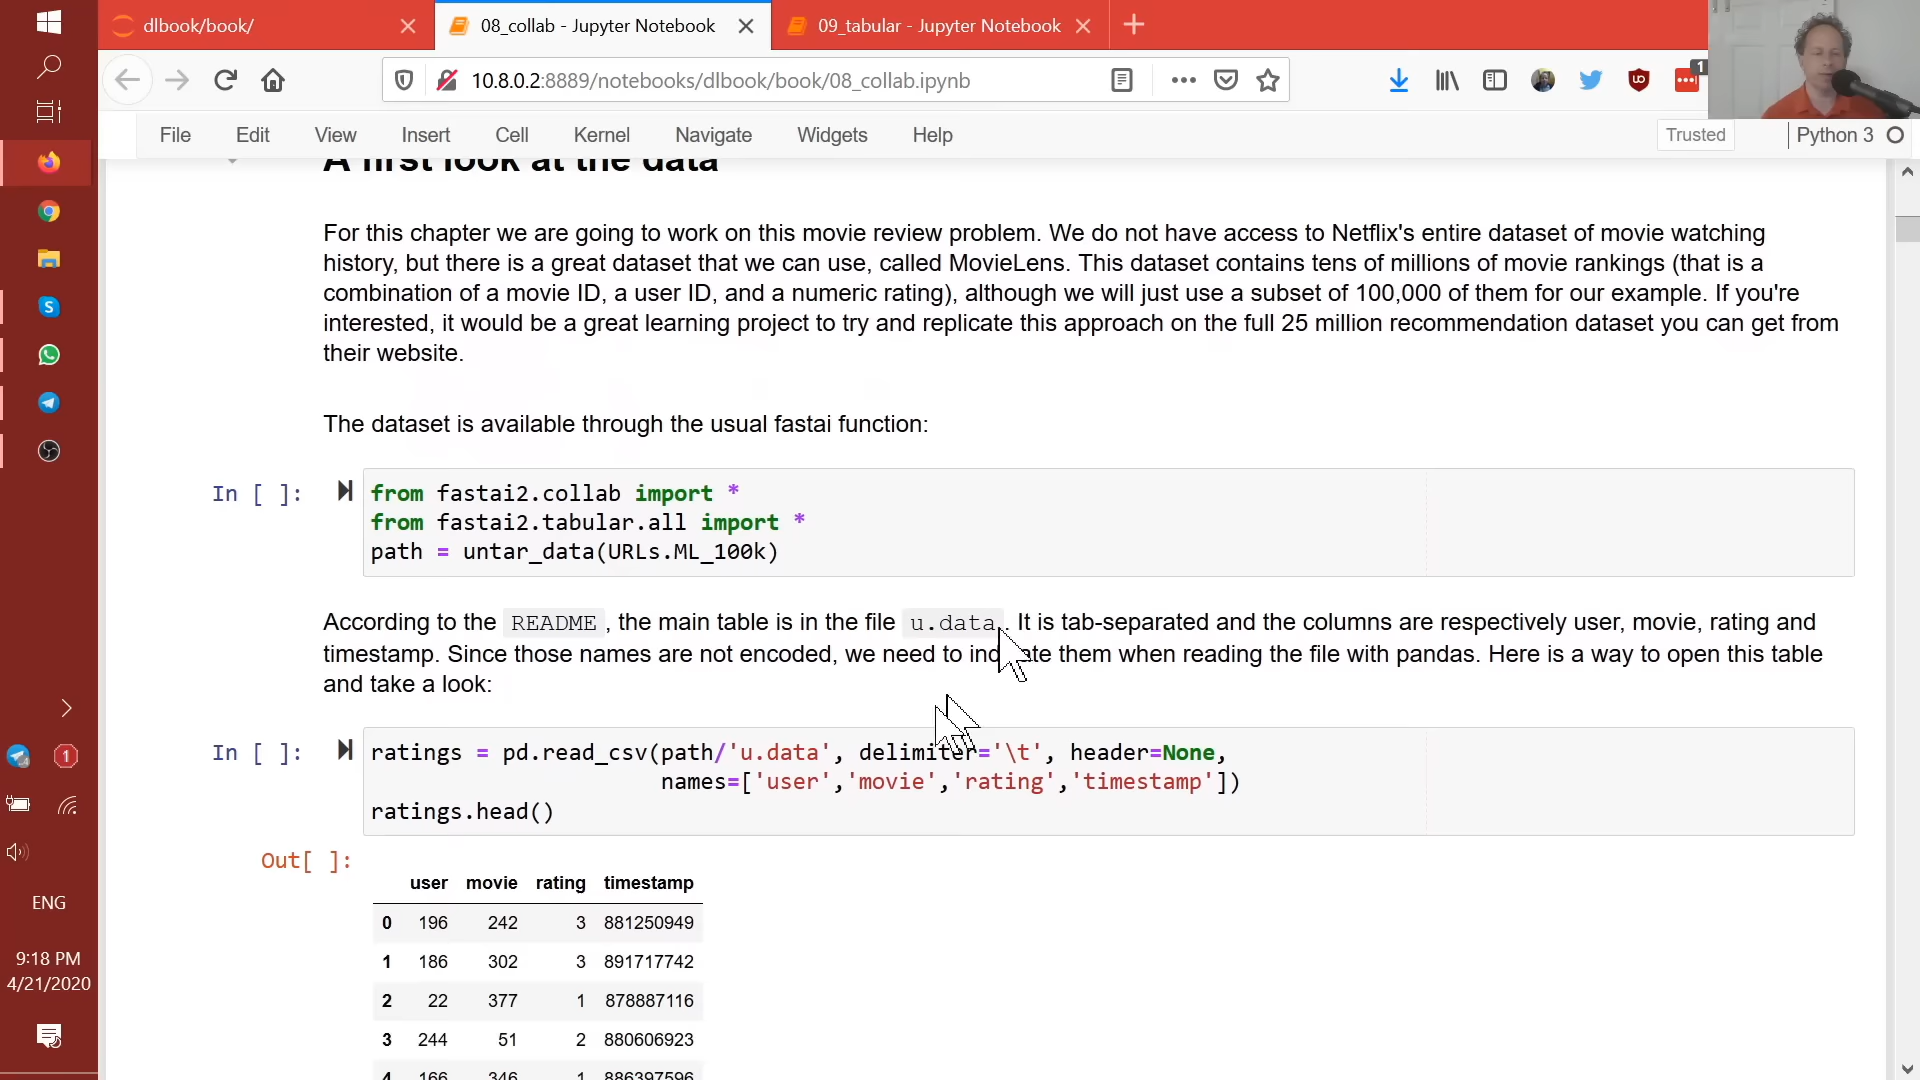 dlbook/book/
08_collab - Jupyter Notebook
09_tabular - Jupyter Notebook
10.8.0.2:8889/notebooks/dlbook/book/08_collab.ipynb
1
File Edit View Insert Cell Kernel Navigate Widgets Help
Trusted
Python 3
A first look at the data
For this chapter we are going to work on this movie review problem. We do not have access to Netflix's entire dataset of movie watching
history, but there is a great dataset that we can use, called MovieLens. This dataset contains tens of millions of movie rankings (that is a
combination of a movie ID, a user ID, and a numeric rating), although we will just use a subset of 100,000 of them for our example. If you're
interested, it would be a great learning project to try and replicate this approach on the full 25 million recommendation dataset you can get from
their website.
The dataset is available through the usual fastai function:
In [ ]:
from fastai2.collab import *
from fastai2.tabular.all import *
path = untar_data(URLs.ML_100k)
According to the README, the main table is in the file u.data. It is tab-separated and the columns are respectively user, movie, rating and
timestamp. Since those names are not encoded, we need to indicate them when reading the file with pandas. Here is a way to open this table
and take a look:
In [ ]:
ratings = pd.read_csv(path/'u.data', delimiter='\t', header=None,
names=['user','movie','rating','timestamp'])
ratings.head()
Out[ ]:
user movie rating timestamp
0 196 242 3 881250949
1 186 302 3 891717742
2 22 377 1 878887116
3 244 51 2 880606923
4 166 346 1 886397596
1
ENG
9:18 PM
4/21/2020